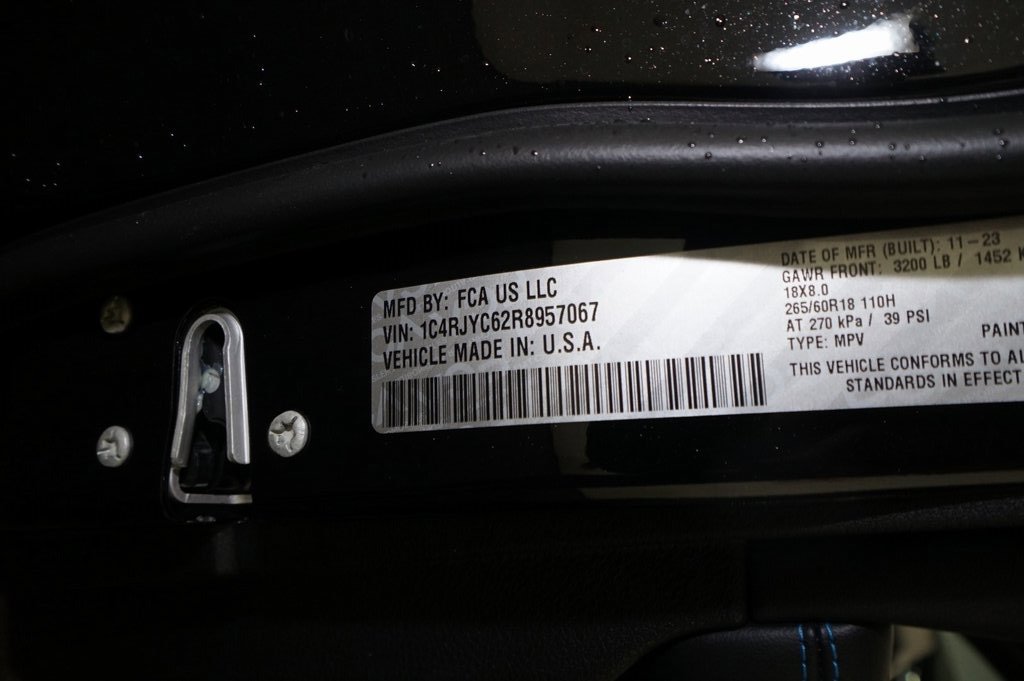 MFD BY: FCA US LLC
VIN: 1C4RJYC62R8957067
VEHICLE MADE IN: U.S.A.
DATE OF MFR (BUILT): 11-23
GAWR FRONT: 3200 LB / 1452 K
18X8.0
265/60R18 110H
AT 270 kPa / 39 PSI
TYPE: MPV
PAINT
THIS VEHICLE CONFORMS TO AL
STANDARDS IN EFFECT